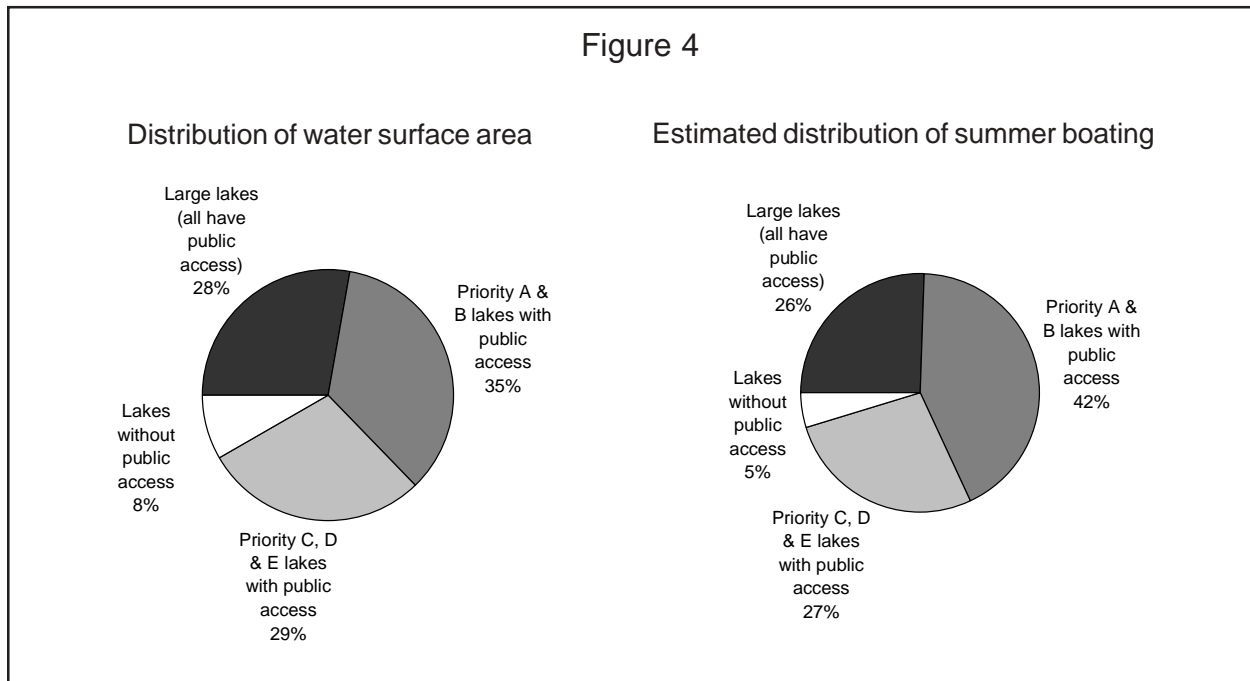 Figure 4
Distribution of water surface area
Large lakes
(all have
public
access)
28%
Priority A &
B lakes with
public
access
35%
Lakes
without
public
access
8%
Priority C, D
& E lakes
with public
access
29%
Estimated distribution of summer boating
Large lakes
(all have
public
access)
26%
Priority A &
B lakes with
public
access
42%
Lakes
without
public
access
5%
Priority C, D
& E lakes
with public
access
27%